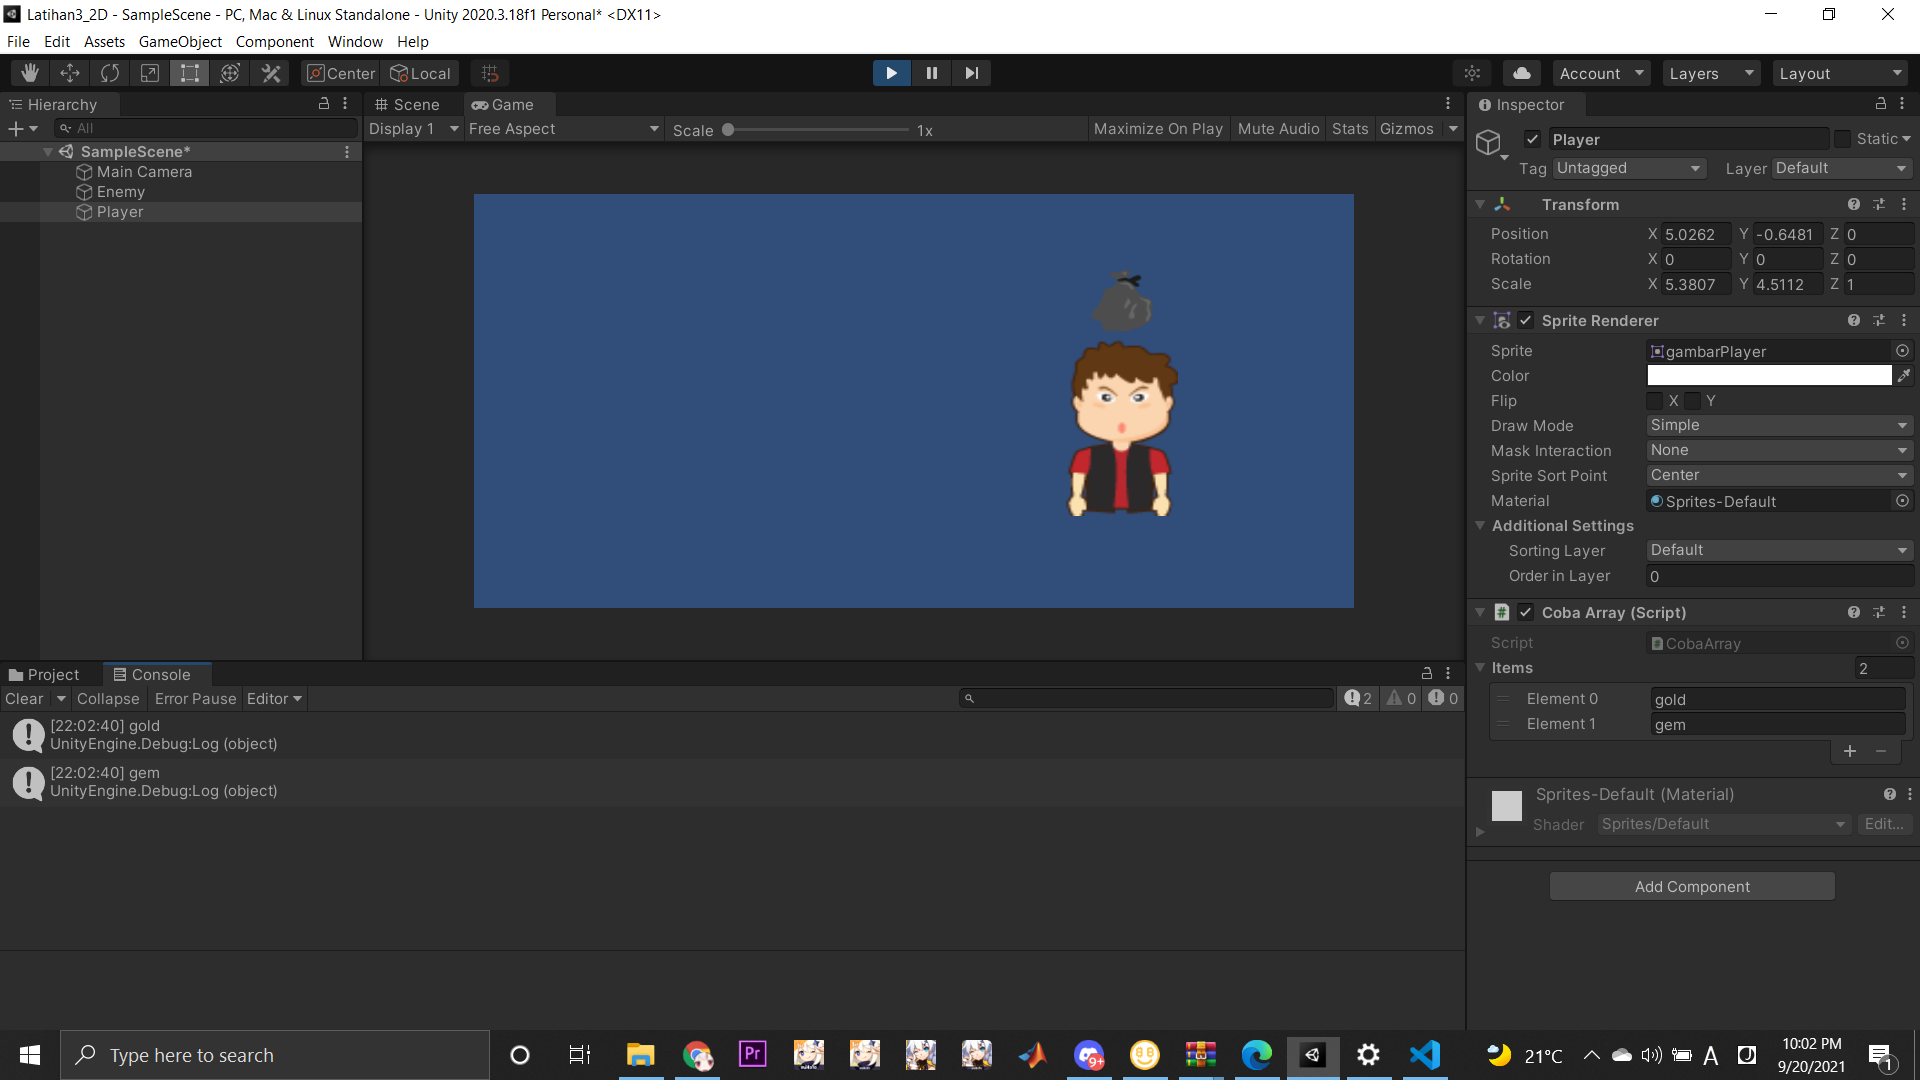 Latihan3_2D - SampleScene - PC, Mac & Linux Standalone - Unity 2020.3.18f1 Personal* <DX11>
File Edit Assets GameObject Component Window Help
Center Local Account Layers Layout
Hierarchy
All
SampleScene*
Main Camera
Enemy
Player
Scene Game
Display 1 Free Aspect Scale 1x Maximize On Play Mute Audio Stats Gizmos
Inspector
Player Static
Tag Untagged Layer Default
Transform
Position X 5.0262 Y -0.6481 Z 0
Rotation X 0 Y 0 Z 0
Scale X 5.3807 Y 4.5112 Z 1
Sprite Renderer
Sprite gambarPlayer
Color
Flip X Y
Draw Mode Simple
Mask Interaction None
Sprite Sort Point Center
Material Sprites-Default
Additional Settings
Sorting Layer Default
Order in Layer 0
Coba Array (Script)
Script CobaArray
Items 2
Element 0 gold
Element 1 gem
Sprites-Default (Material)
Shader Sprites/Default Edit...
Add Component
Project Console
Clear Collapse Error Pause Editor 2 0 0
[22:02:40] gold
UnityEngine.Debug:Log (object)
[22:02:40] gem
UnityEngine.Debug:Log (object)
Type here to search
Pr
9+
21°C
A
10:02 PM
9/20/2021
1